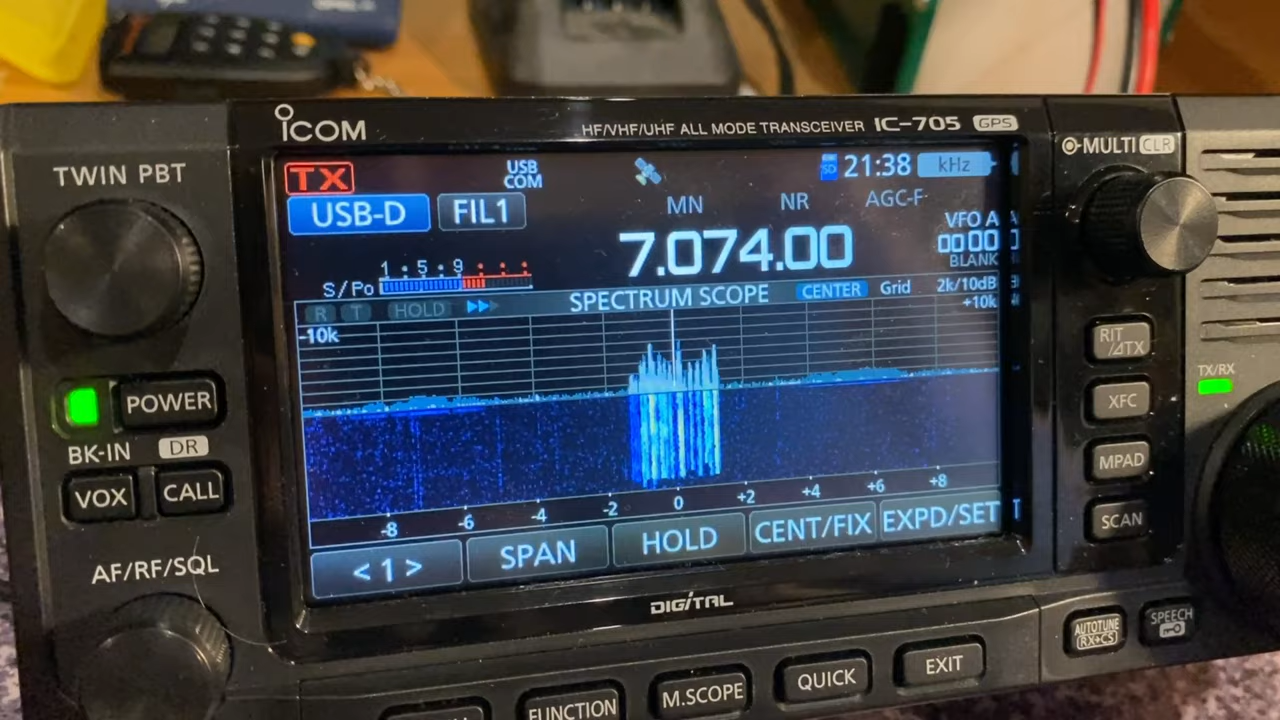 ICOM
HF/VHF/UHF ALL MODE TRANSCEIVER IC-705 GPS
MULTI CLR
TWIN PBT
TX
USB
COM
SD
21:38
kHz
USB-D
FIL1
MN
NR
AGC-F
VFO A
7.074.00
00 00
BLANK
1 5 9
S/Po
R T HOLD
SPECTRUM SCOPE
CENTER
Grid
2k/10dB
-10k
+10k
RIT
/ΔTX
TX/RX
POWER
XFC
BK-IN
DR
VOX
CALL
MPAD
-8 -6 -4 -2 0 +2 +4 +6 +8
SCAN
< 1 >
SPAN
HOLD
CENT/FIX
EXPD/SET
AF/RF/SQL
DIGITAL
AUTOTUNE
RX→CS
SPEECH
FUNCTION
M.SCOPE
QUICK
EXIT